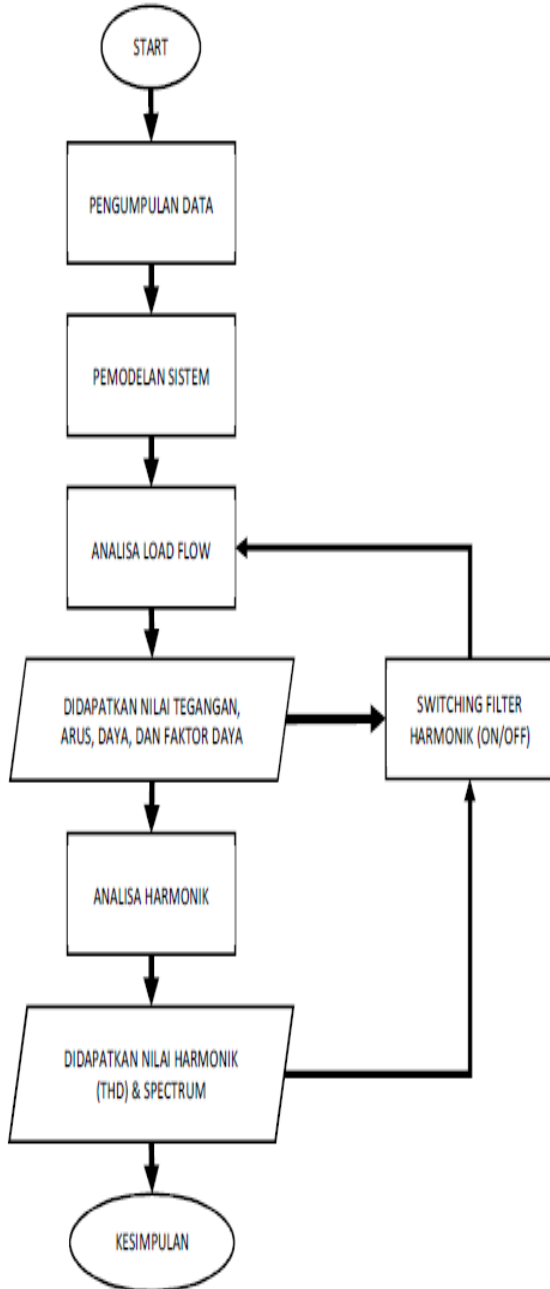 START
PENGUMPULAN DATA
PEMODELAN SISTEM
ANALISA LOAD FLOW
DIDAPATKAN NILAI TEGANGAN,
ARUS, DAYA, DAN FAKTOR DAYA
SWITCHING FILTER
HARMONIK (ON/OFF)
ANALISA HARMONIK
DIDAPATKAN NILAI HARMONIK
(THD) & SPECTRUM
KESIMPULAN